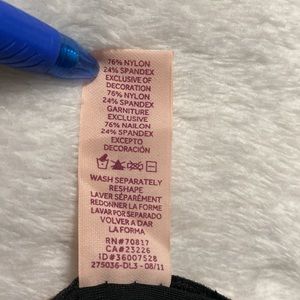 76% NYLON
24% SPANDEX
EXCLUSIVE OF
DECORATION
76% NYLON
24% SPANDEX
GARNITURE
EXCLUSIVE
76% NAILON
24% SPANDEX
EXCEPTO
DECORACIÓN
WASH SEPARATELY
RESHAPE
LAVER SÉPARÉMENT
REDONNER LA FORME
LAVAR POR SEPARADO
VOLVER A DAR
LA FORMA
RN#70817
CA#23226
ID#36007528
275036-DL3 - 08/11